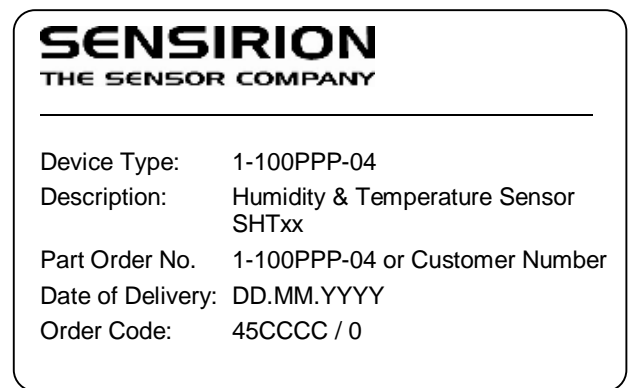 SENSIRION
THE SENSOR COMPANY
Device Type: 1-100PPP-04
Description: Humidity & Temperature Sensor
SHTxx
Part Order No. 1-100PPP-04 or Customer Number
Date of Delivery: DD.MM.YYYY
Order Code: 45CCCC / 0